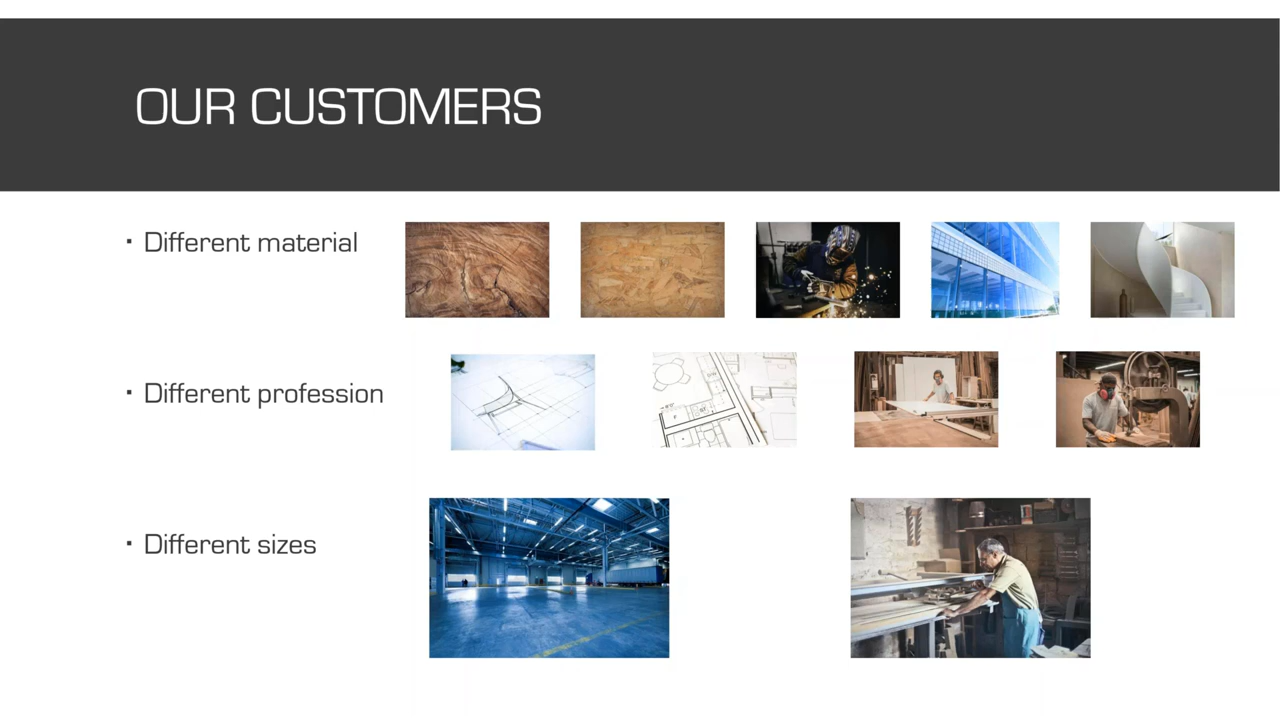 OUR CUSTOMERS
• Different material
• Different profession
• Different sizes